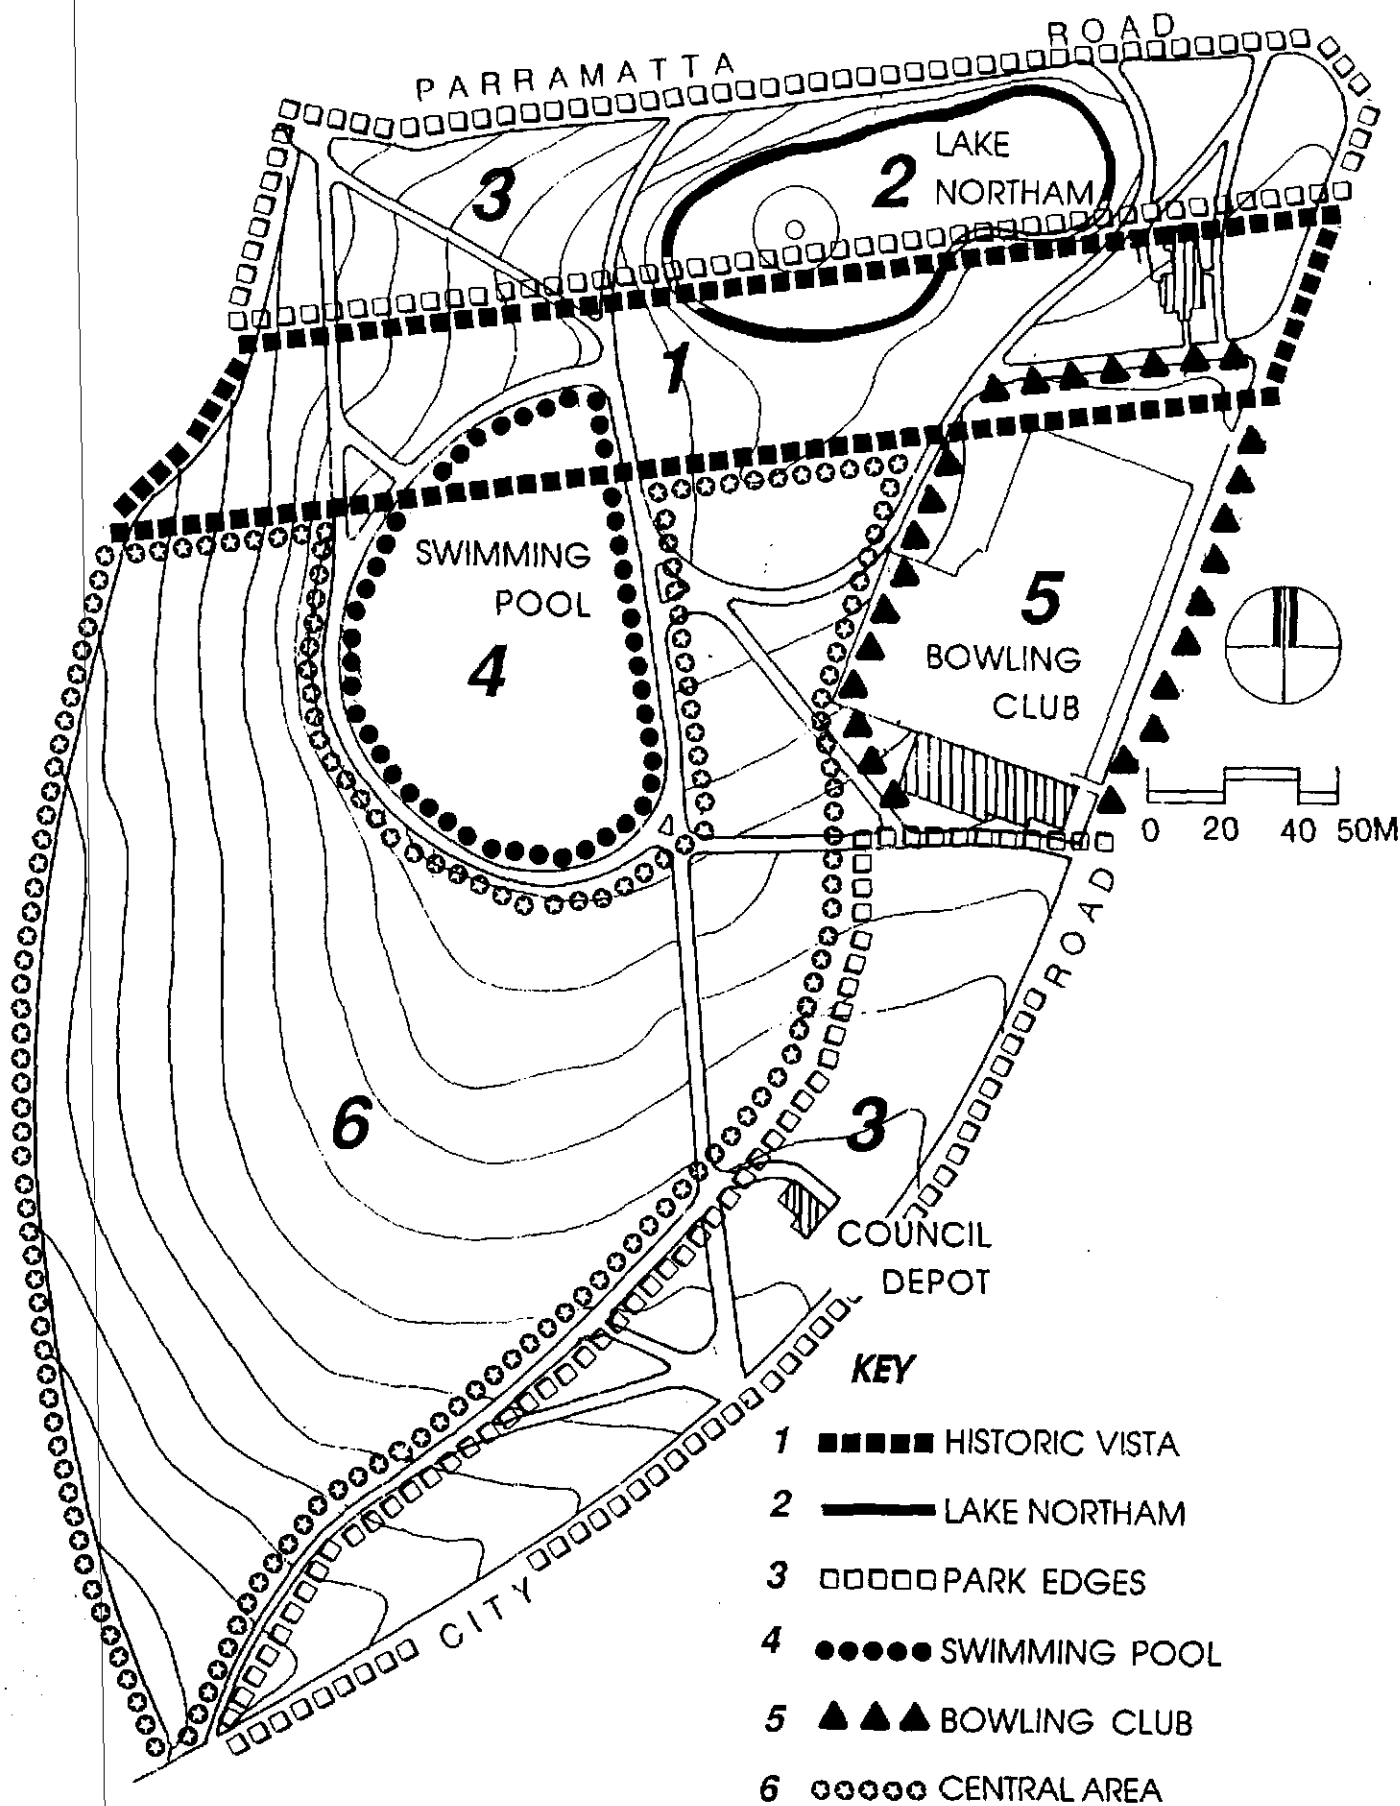 PARRAMATTA ROAD
3
2
LAKE
NORTHAM
1
SWIMMING
POOL
4
5
BOWLING
CLUB
0 20 40 50M
ROAD
6
3
COUNCIL
DEPOT
CITY
KEY
1 HISTORIC VISTA
2 LAKE NORTHAM
3 PARK EDGES
4 SWIMMING POOL
5 BOWLING CLUB
6 CENTRAL AREA